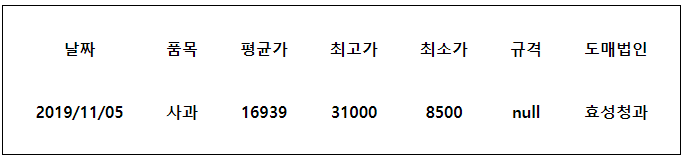 날짜 품목 평균가 최고가 최소가 규격 도매법인
2019/11/05 사과 16939 31000 8500 null 효성청과